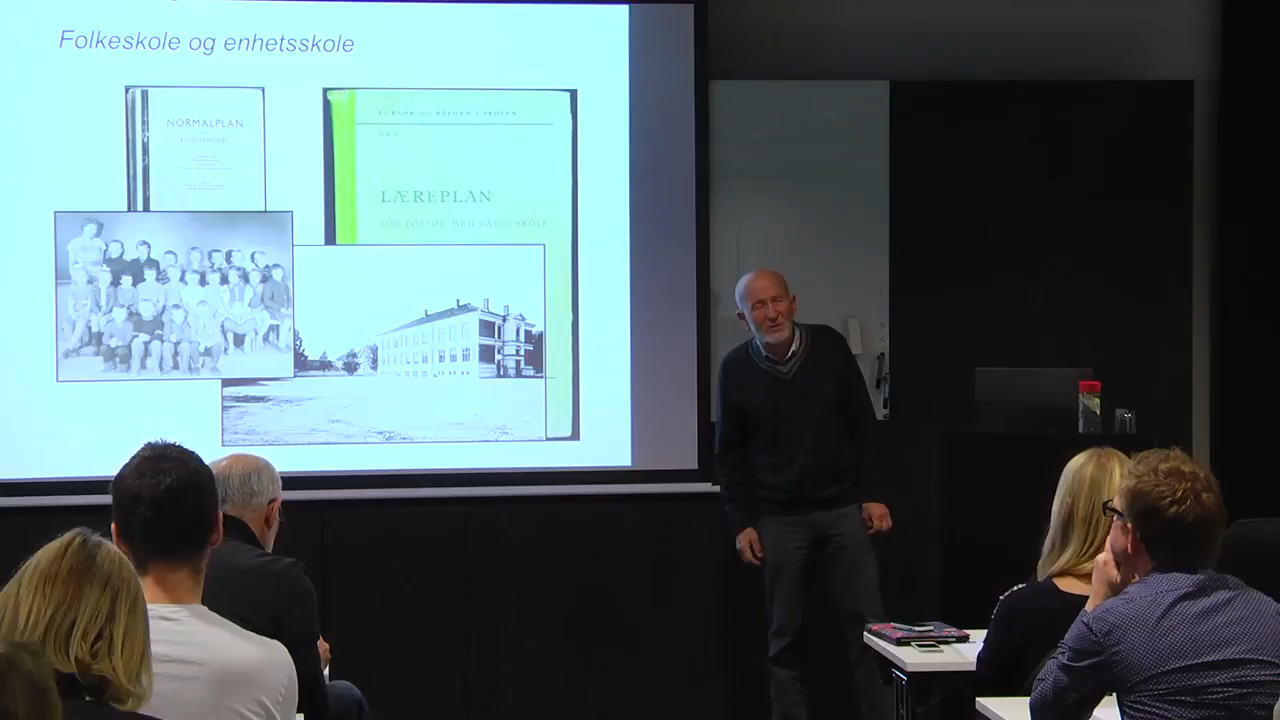 Folkeskole og enhetsskole
NORMALPLAN
FORSØK OG REFORM I SKOLEN
LÆREPLAN
FOR FORSØK MED 9-ÅRIG SKOLE